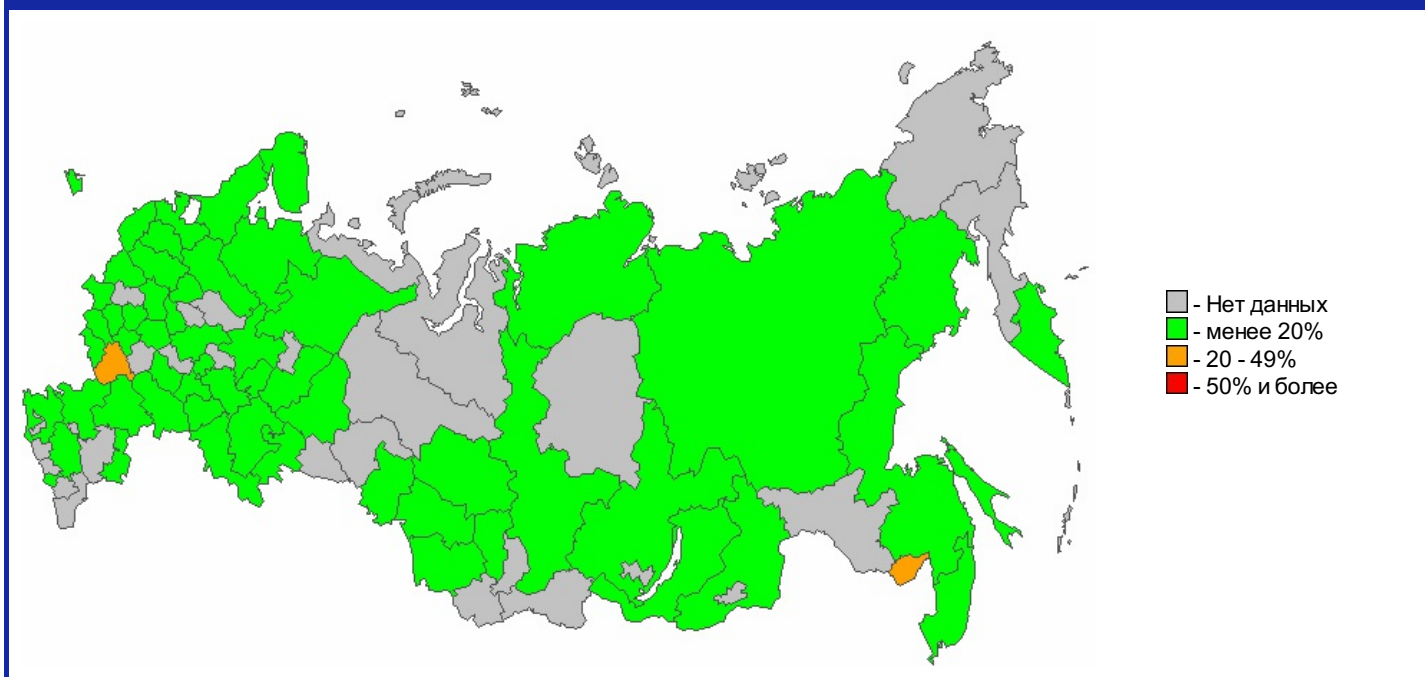 - Нет данных
- менее 20%
- 20 - 49%
- 50% и более